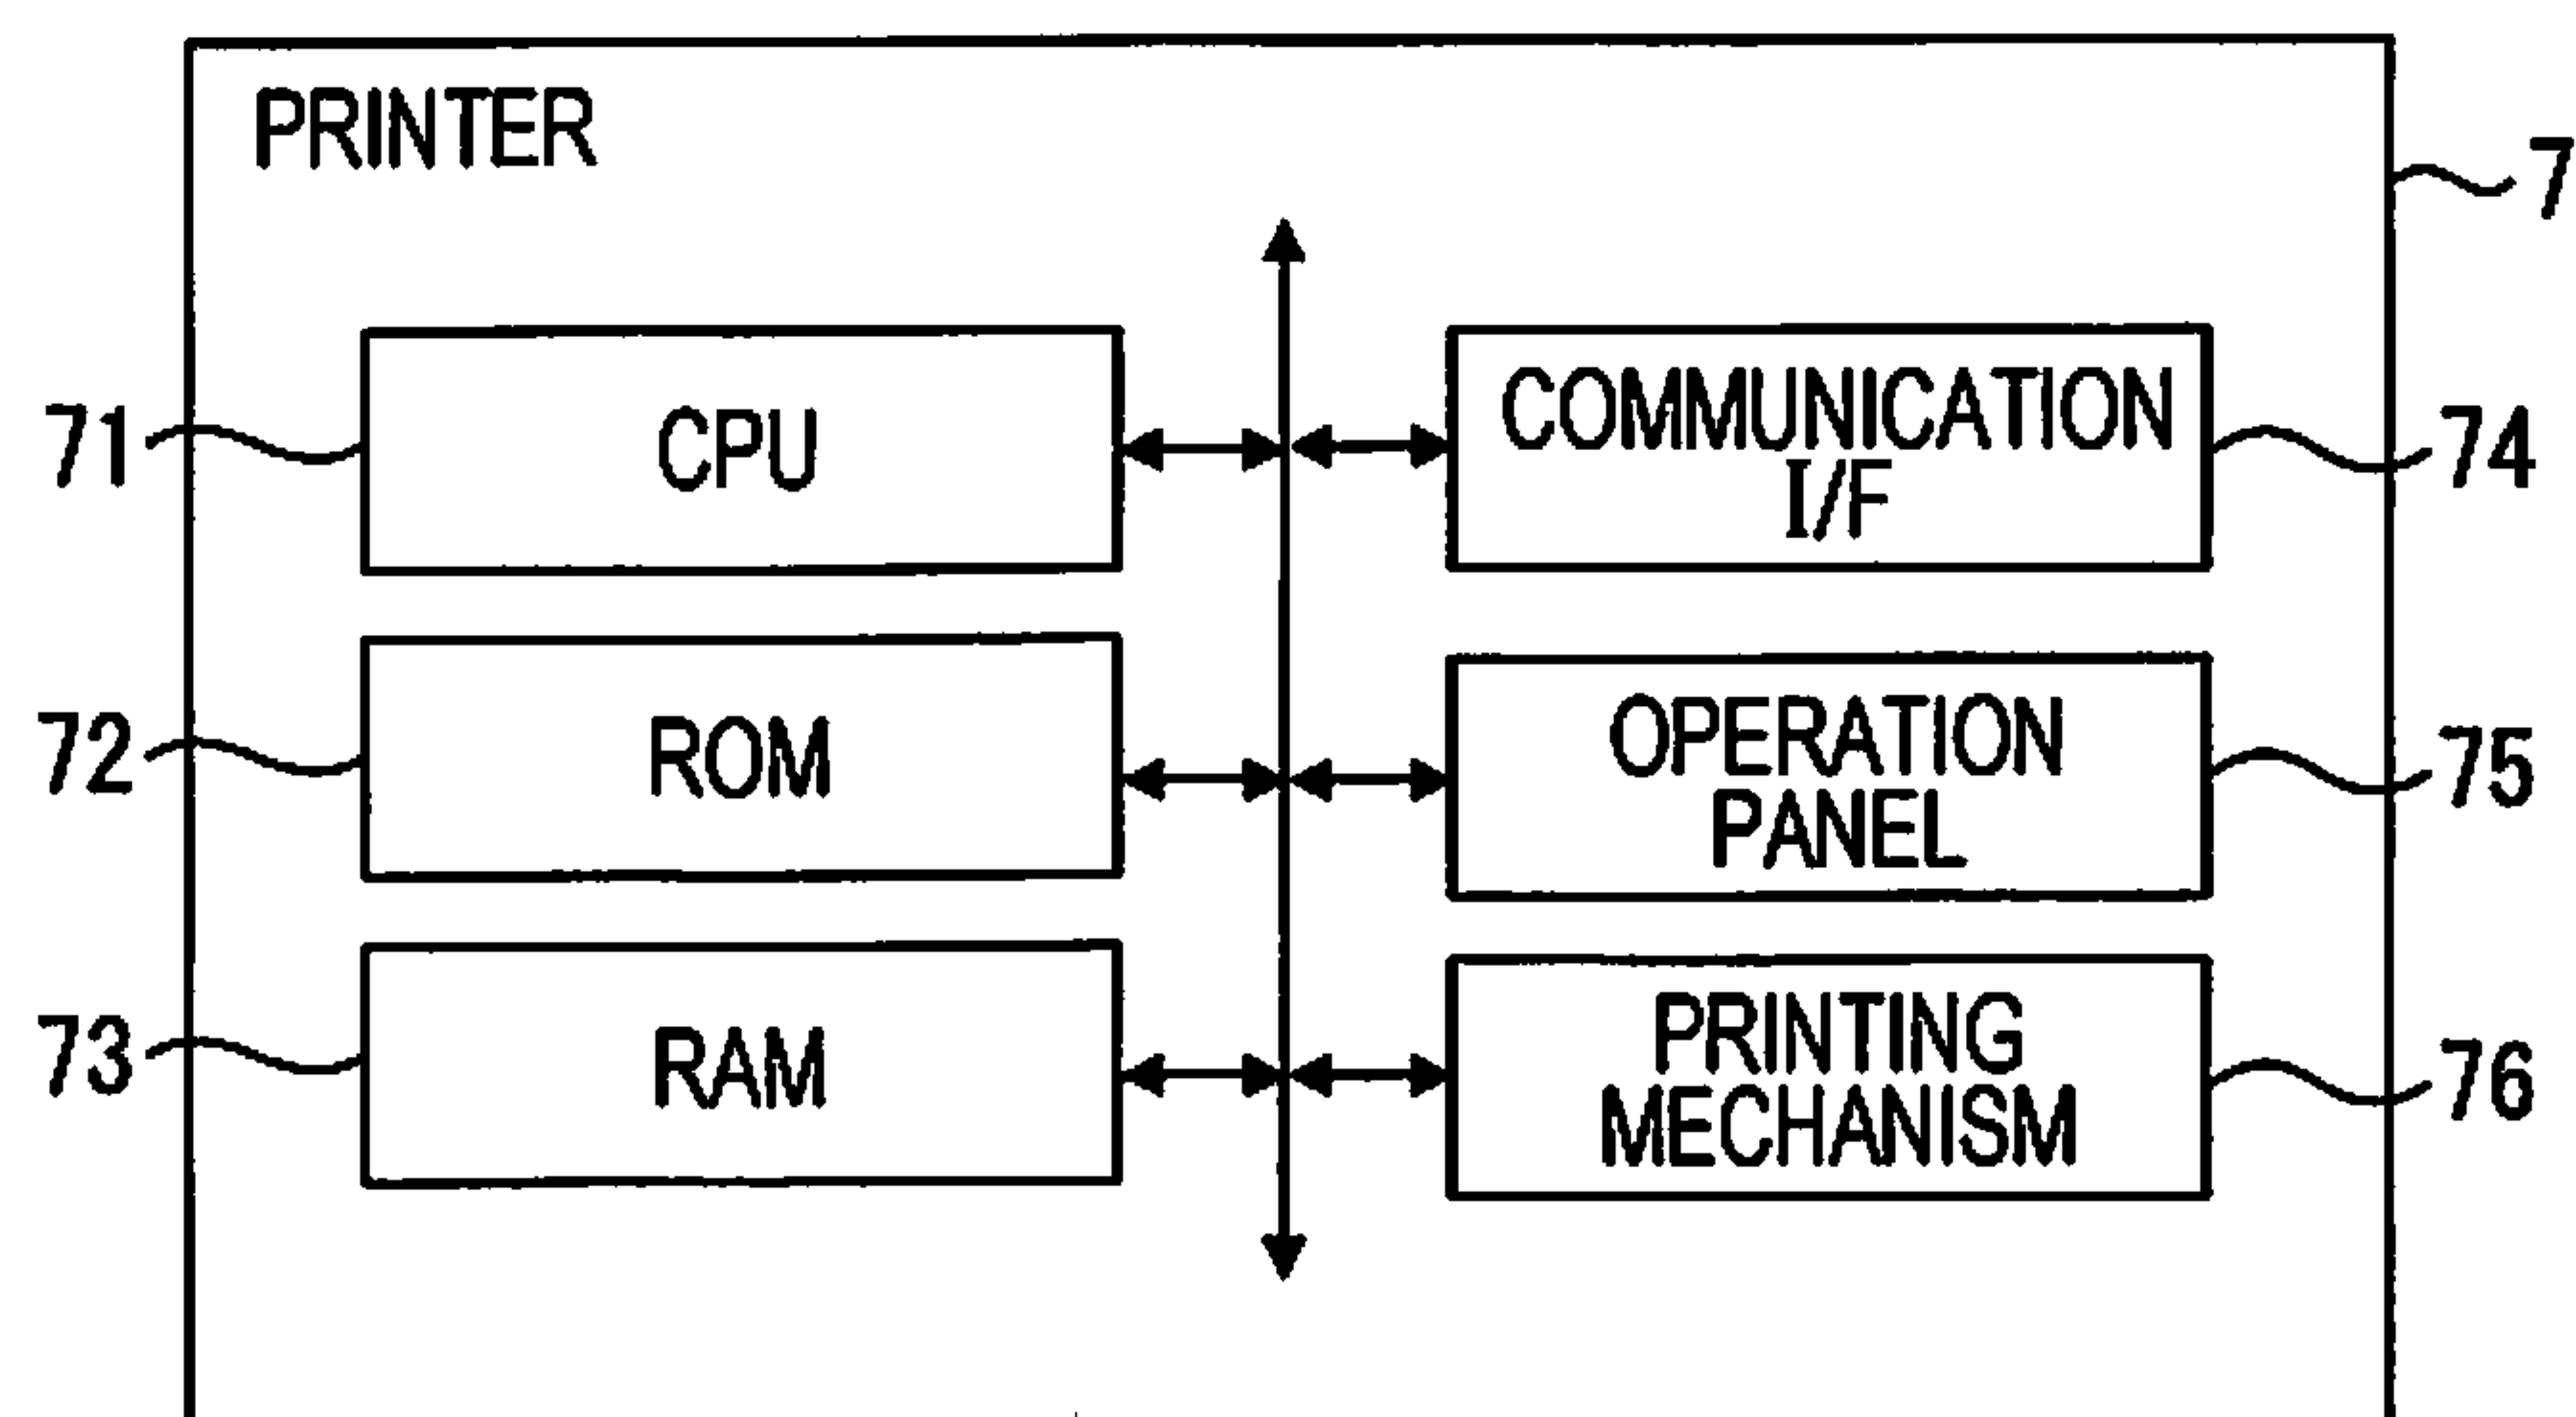 PRINTER
7
71
CPU
COMMUNICATION
I/F
74
72
ROM
OPERATION
PANEL
75
73
RAM
PRINTING
MECHANISM
76